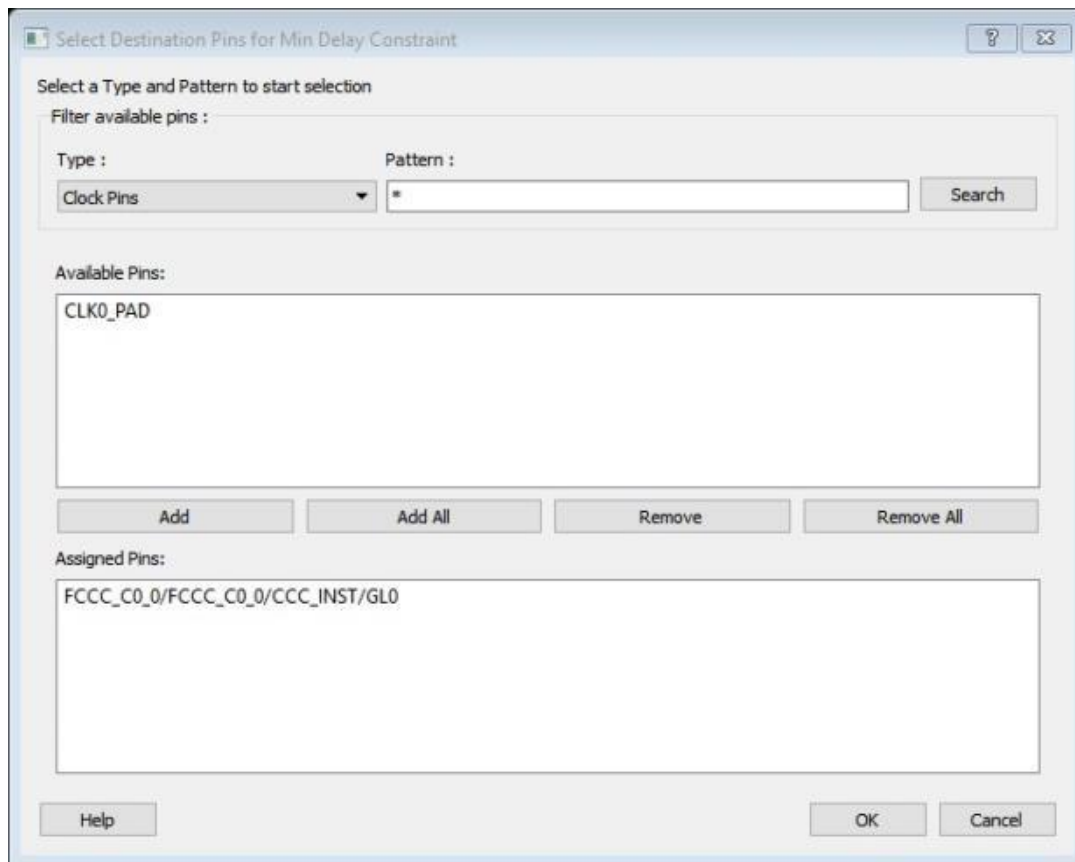 Select Destination Pins for Min Delay Constraint
Select a Type and Pattern to start selection
Filter available pins :
Type : Pattern :
Clock Pins * Search
Available Pins:
CLK0_PAD
Add Add All Remove Remove All
Assigned Pins:
FCCC_C0_0/FCCC_C0_0/CCC_INST/GL0
Help OK Cancel